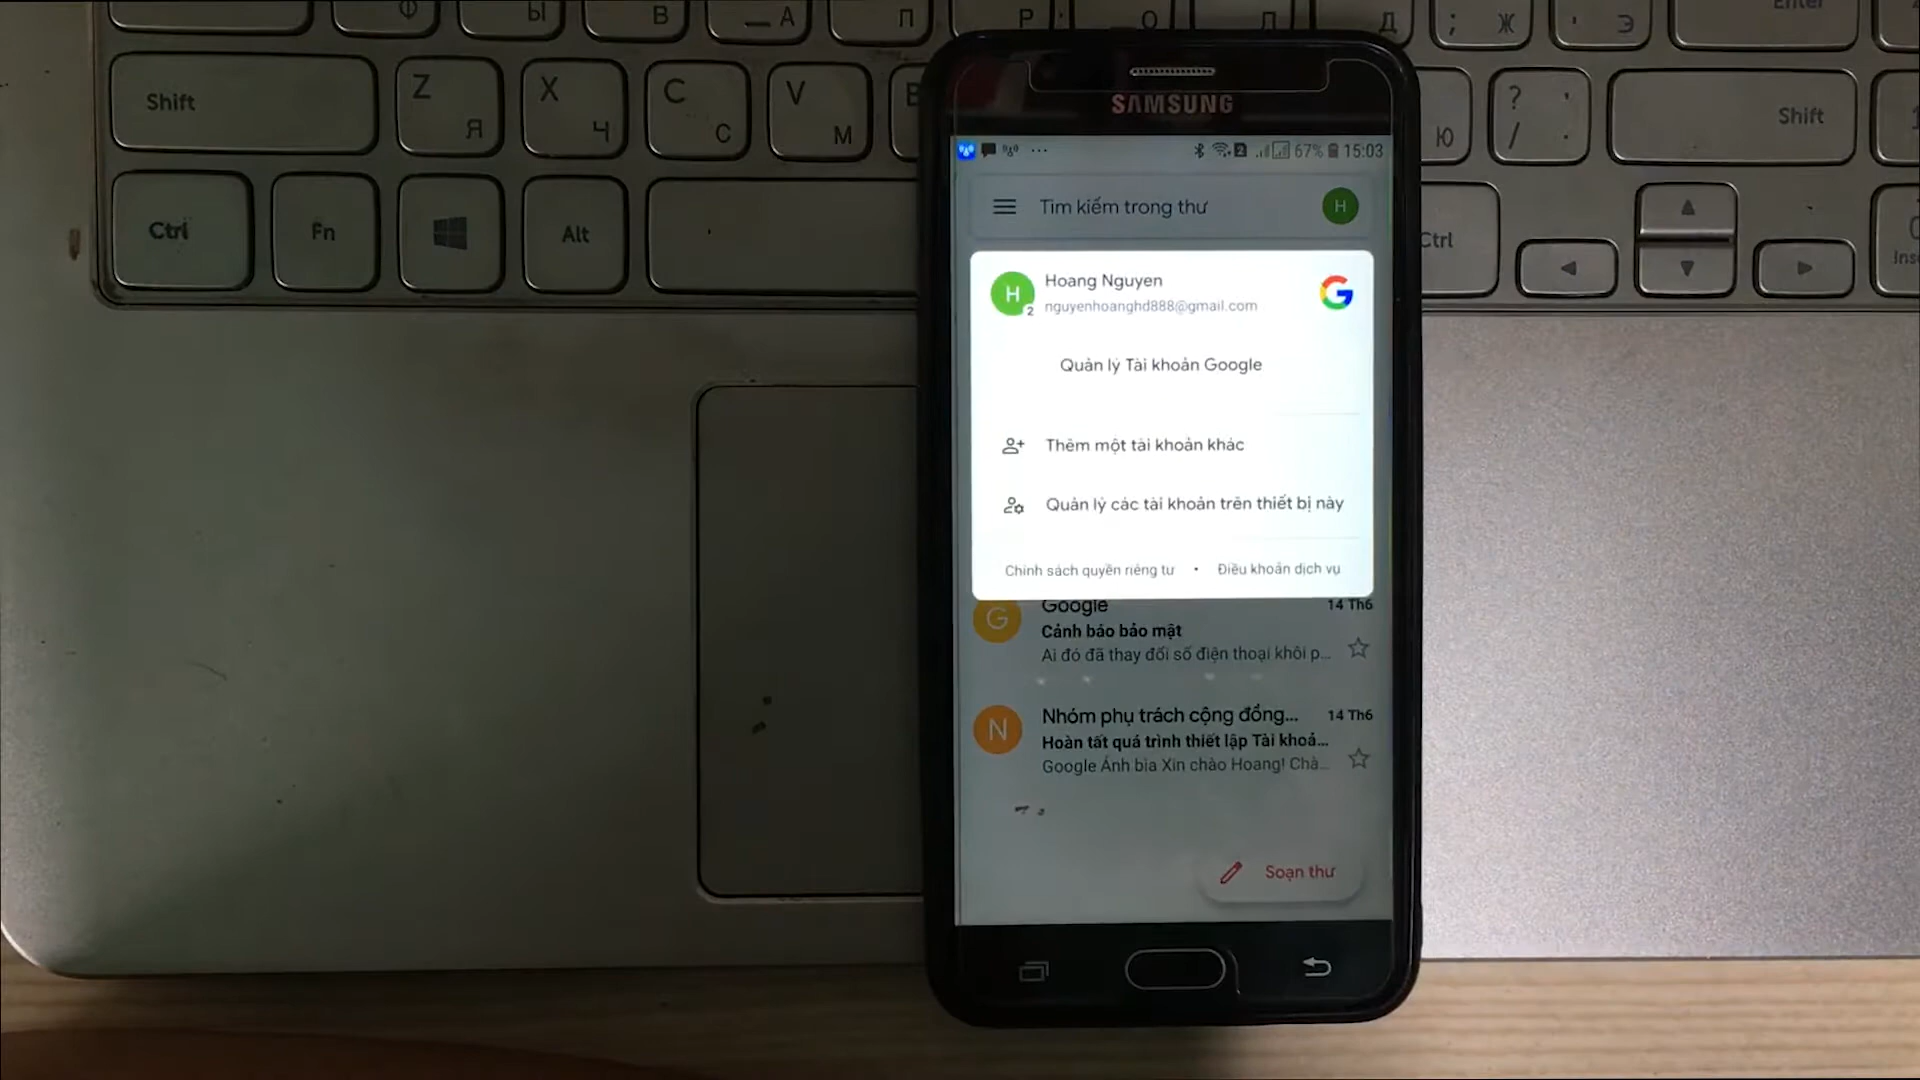 Ф
Ы
В
А
П
Р
О
Л
Д
; Ж
' Э
Enter
Shift
Z Я
X Ч
C С
V М
B
Ю
? /
Shift
Ctrl
Fn
Alt
Ctrl
SAMSUNG
67% 15:03
Tìm kiếm trong thư
H
H
2
Hoang Nguyen
nguyenhoanghd888@gmail.com
G
Quản lý Tài khoản Google
Thêm một tài khoản khác
Quản lý các tài khoản trên thiết bị này
Chính sách quyền riêng tư • Điều khoản dịch vụ
G
Google 14 Th6
Cảnh báo bảo mật
Ai đó đã thay đổi số điện thoại khôi p...
N
Nhóm phụ trách cộng đồng... 14 Th6
Hoàn tất quá trình thiết lập Tài khoả...
Google Ảnh bìa Xin chào Hoang! Chà...
Soạn thư